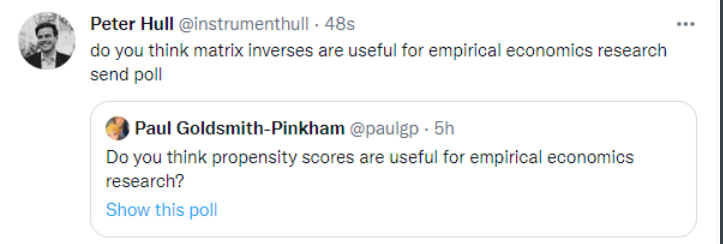 Peter Hull @instrumenthull · 48s
do you think matrix inverses are useful for empirical economics research
send poll
Paul Goldsmith-Pinkham @paulgp · 5h
Do you think propensity scores are useful for empirical economics
research?
Show this poll